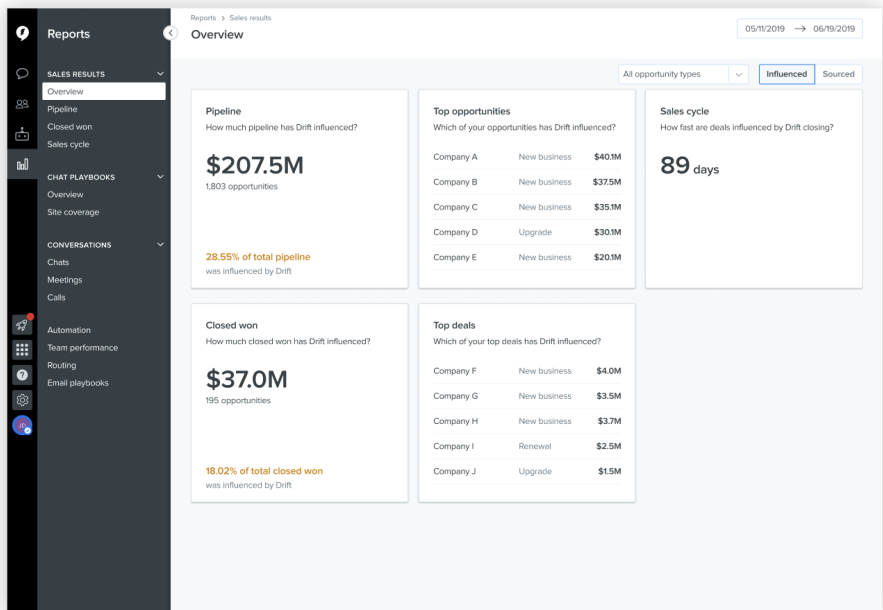 Reports
SALES RESULTS
Overview
Pipeline
Closed won
Sales cycle
CHAT PLAYBOOKS
Overview
Site coverage
CONVERSATIONS
Chats
Meetings
Calls
Automation
Team performance
Routing
Email playbooks
Reports > Sales results
Overview
05/11/2019 → 06/19/2019
All opportunity types
Influenced Sourced
Pipeline
How much pipeline has Drift influenced?
$207.5M
1,803 opportunities
28.55% of total pipeline
was influenced by Drift
Top opportunities
Which of your opportunities has Drift influenced?
Company A New business $40.1M
Company B New business $37.5M
Company C New business $35.1M
Company D Upgrade $30.1M
Company E New business $20.1M
Sales cycle
How fast are deals influenced by Drift closing?
89 days
Closed won
How much closed won has Drift influenced?
$37.0M
195 opportunities
18.02% of total closed won
was influenced by Drift
Top deals
Which of your top deals has Drift influenced?
Company F New business $4.0M
Company G New business $3.5M
Company H New business $3.7M
Company I Renewal $2.5M
Company J Upgrade $1.5M